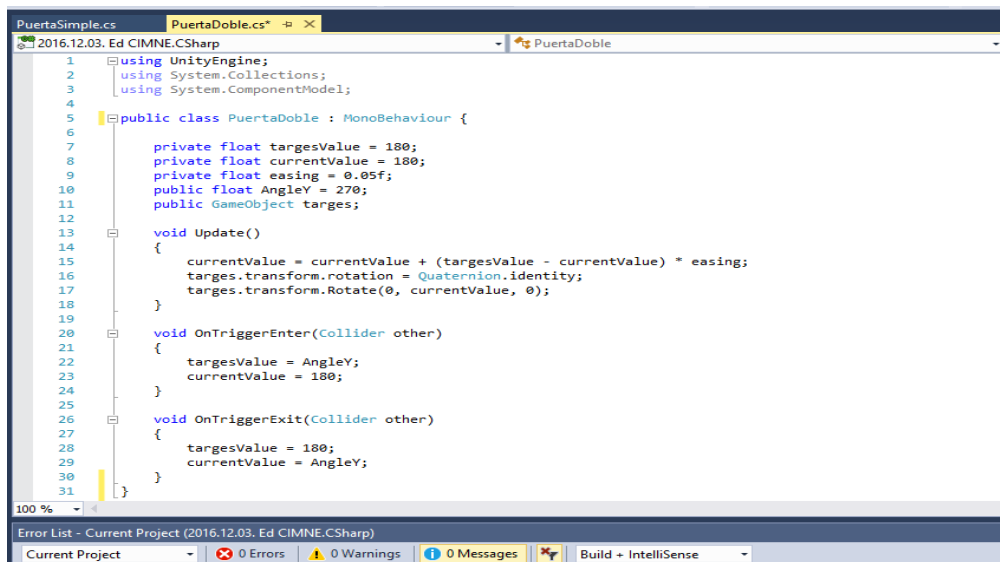 PuertaSimple.cs PuertaDoble.cs*
2016.12.03. Ed CIMNE.CSharp PuertaDoble
1 using UnityEngine;
2 using System.Collections;
3 using System.ComponentModel;
4
5 public class PuertaDoble : MonoBehaviour {
6
7 private float targesValue = 180;
8 private float currentValue = 180;
9 private float easing = 0.05f;
10 public float AngleY = 270;
11 public GameObject targes;
12
13 void Update()
14 {
15 currentValue = currentValue + (targesValue - currentValue) * easing;
16 targes.transform.rotation = Quaternion.identity;
17 targes.transform.Rotate(0, currentValue, 0);
18 }
19
20 void OnTriggerEnter(Collider other)
21 {
22 targesValue = AngleY;
23 currentValue = 180;
24 }
25
26 void OnTriggerExit(Collider other)
27 {
28 targesValue = 180;
29 currentValue = AngleY;
30 }
31 }
100 %
Error List - Current Project (2016.12.03. Ed CIMNE.CSharp)
Current Project 0 Errors 0 Warnings 0 Messages Build + IntelliSense